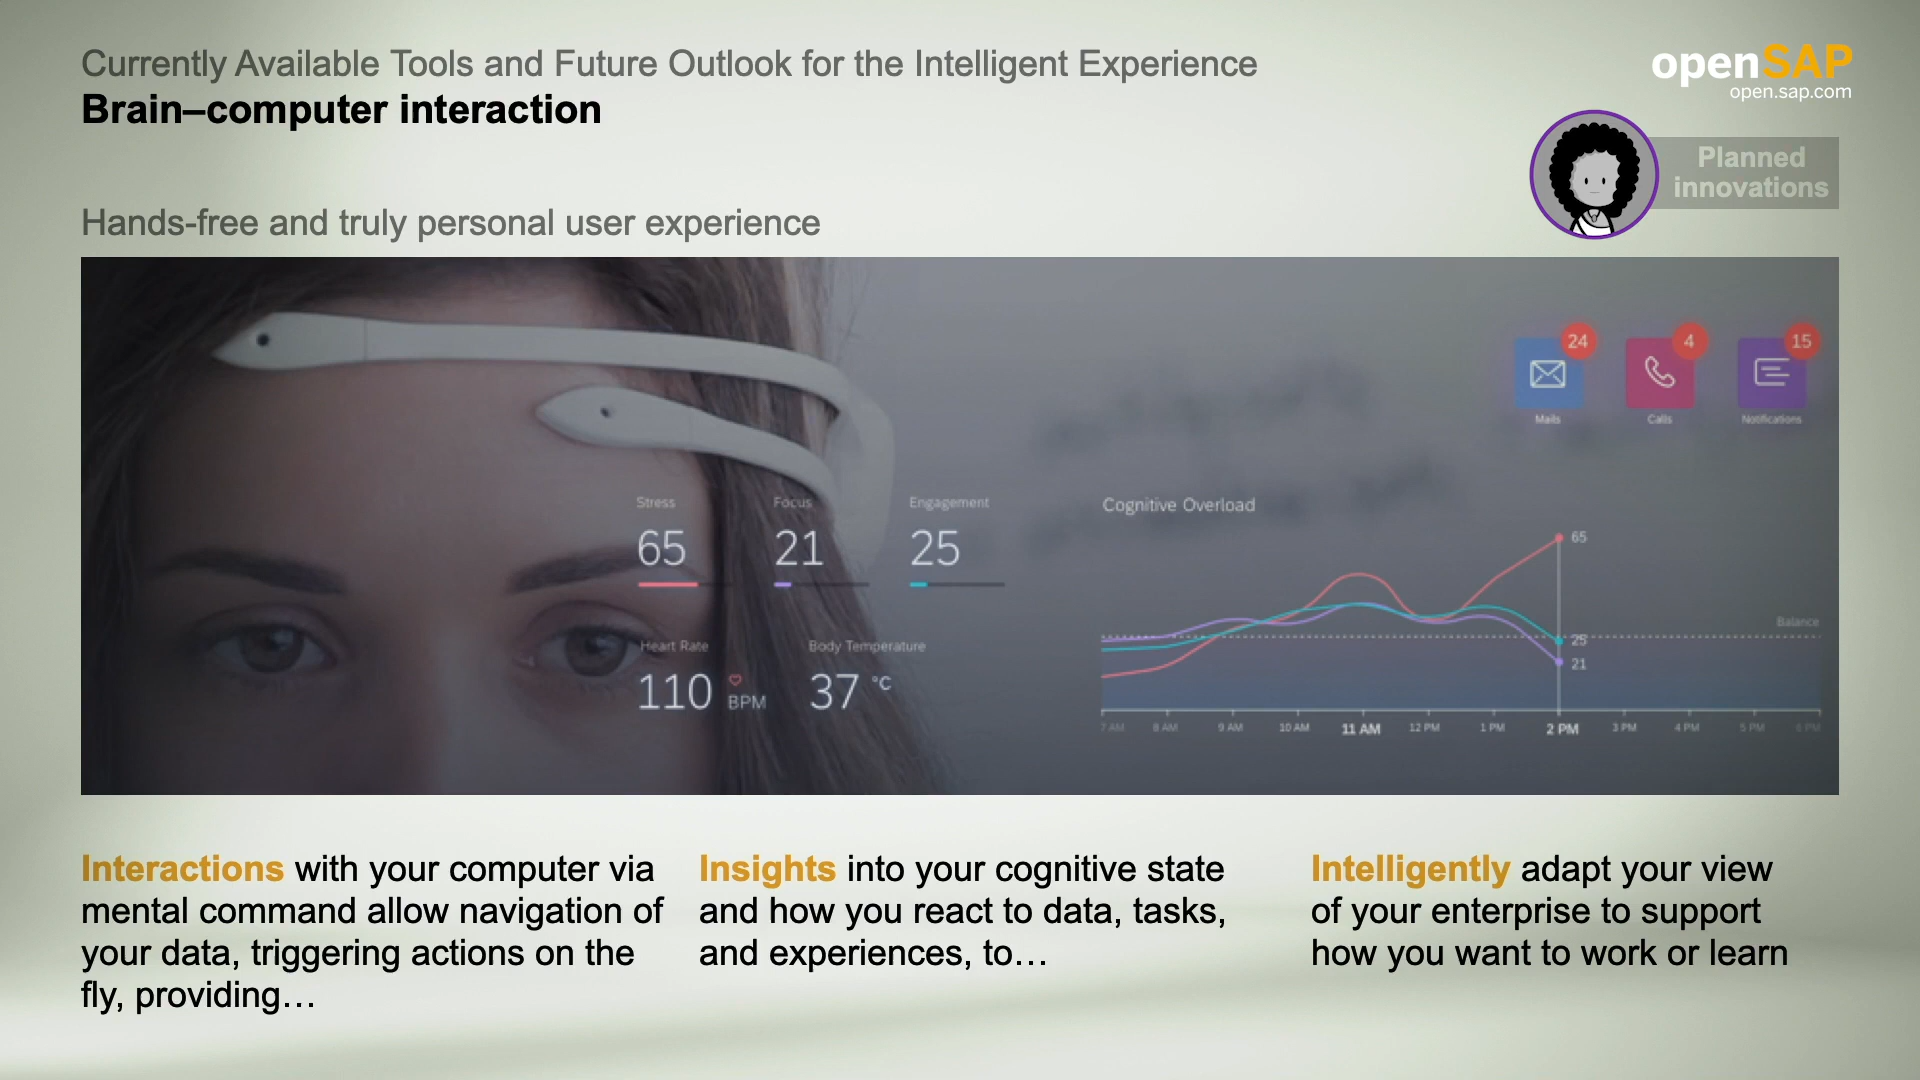 Currently Available Tools and Future Outlook for the Intelligent Experience
Brain–computer interaction
openSAP
open.sap.com
Planned
innovations
Hands-free and truly personal user experience
24
4
15
Mails
Calls
Notifications
Stress
Focus
Engagement
65
21
25
Heart Rate
Body Temperature
110 BPM
37 °C
Cognitive Overload
65
Balance
25
21
7 AM 8 AM 9 AM 10 AM 11 AM 12 PM 1 PM 2 PM 3 PM 4 PM 5 PM 6 PM
Interactions with your computer via
mental command allow navigation of
your data, triggering actions on the
fly, providing…
Insights into your cognitive state
and how you react to data, tasks,
and experiences, to…
Intelligently adapt your view
of your enterprise to support
how you want to work or learn